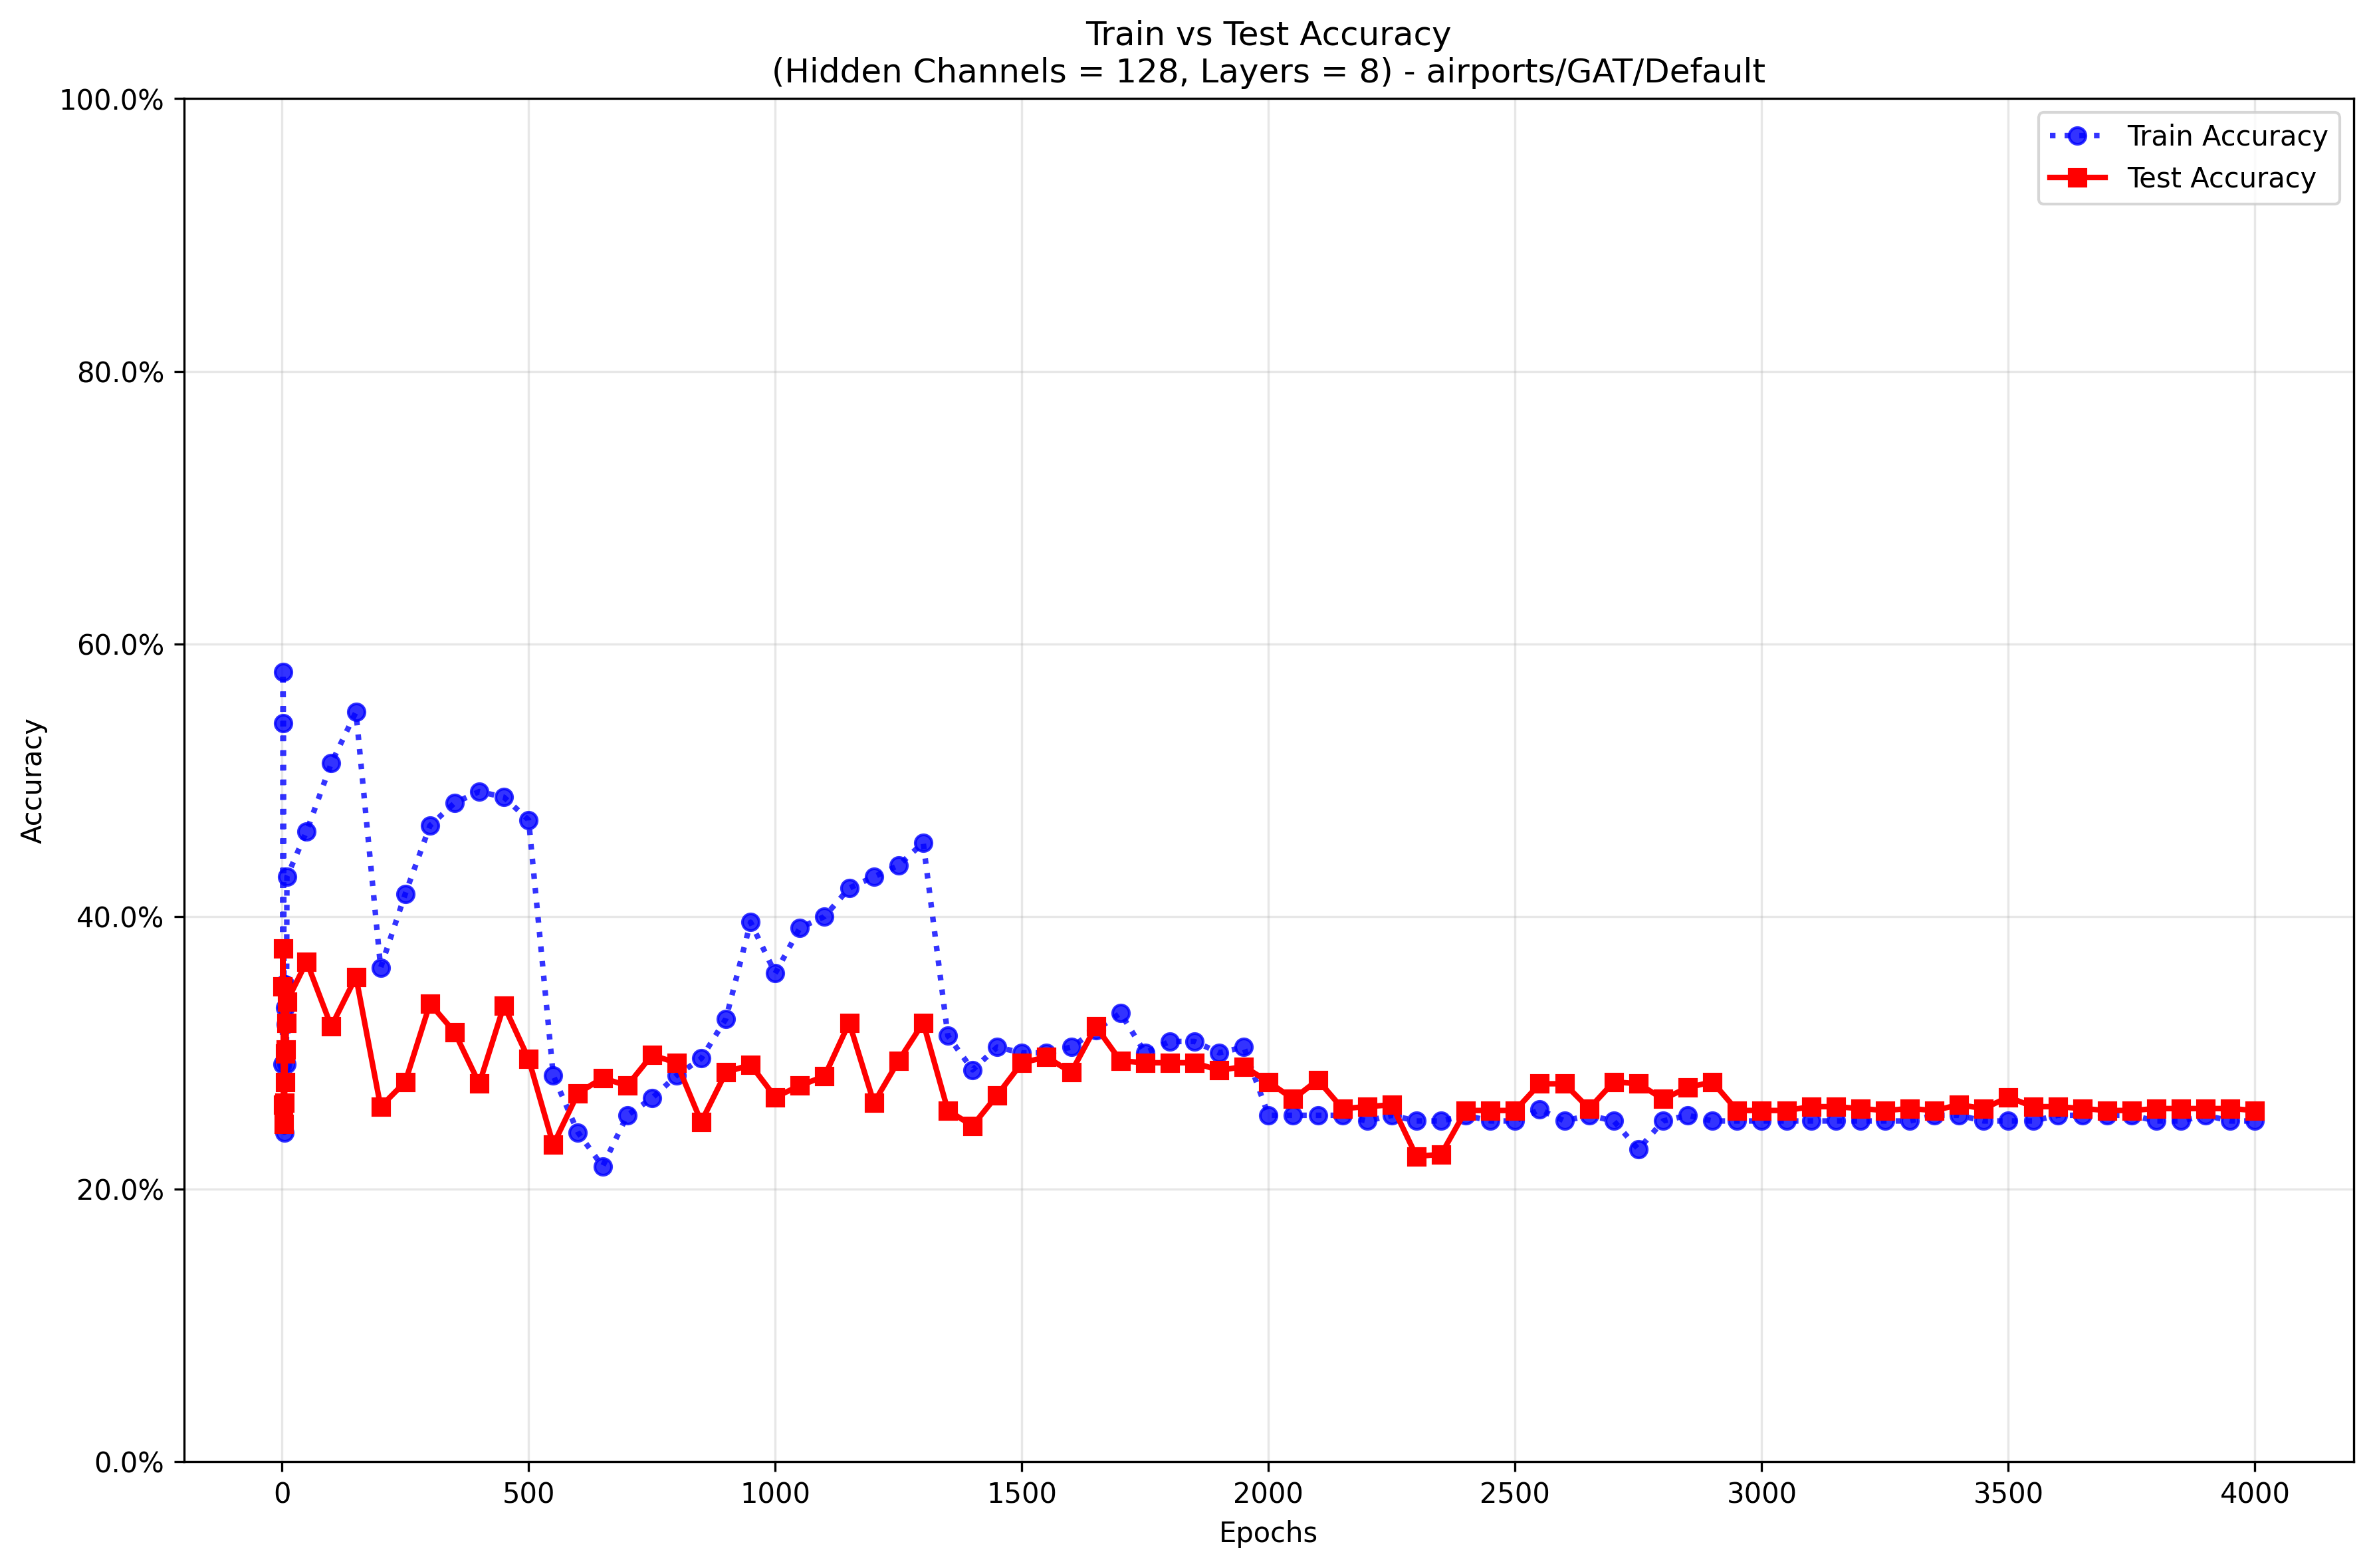 Train vs Test Accuracy
(Hidden Channels = 128, Layers = 8) - airports/GAT/Default
100.0%
80.0%
60.0%
40.0%
20.0%
0.0%
Accuracy
Train Accuracy
Test Accuracy
0 500 1000 1500 2000 2500 3000 3500 4000
Epochs